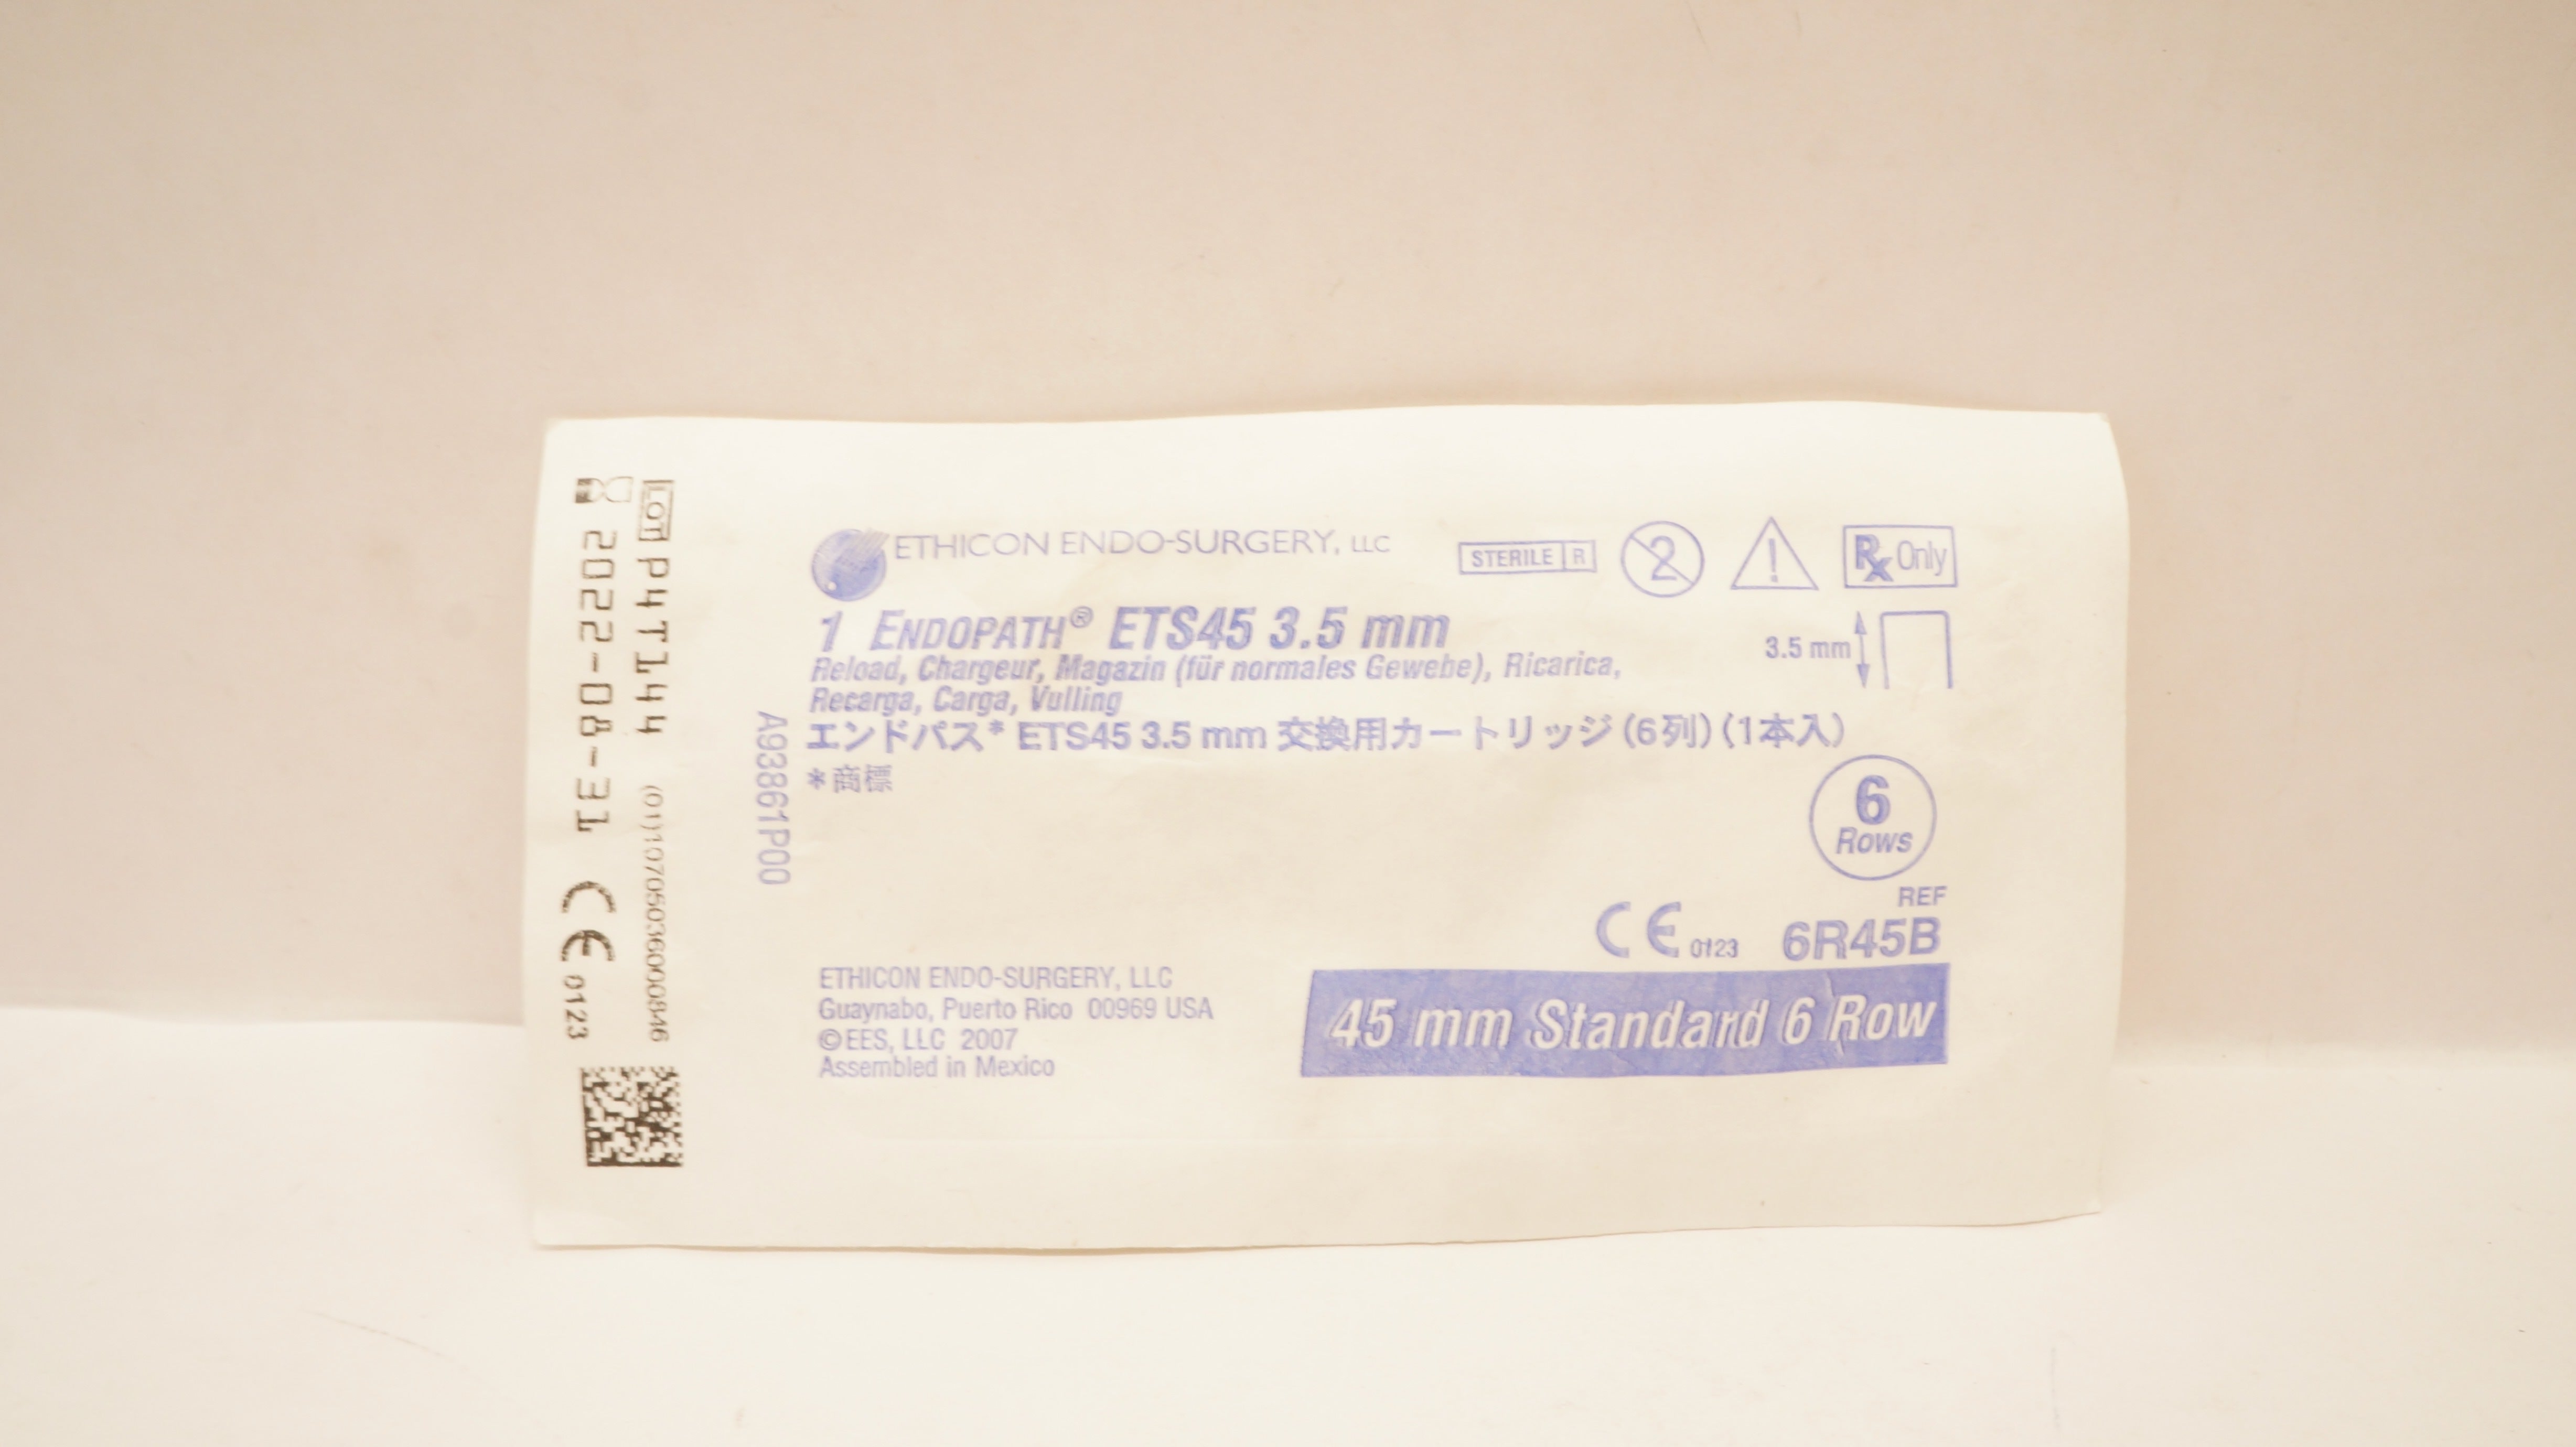 LOT P4T144 (01)10705036000846
2022-08-31 CE 0123
ETHICON ENDO-SURGERY, LLC
STERILE R
2
!
Rx Only
1 ENDOPATH® ETS45 3.5 mm
Reload, Chargeur, Magazin (für normales Gewebe), Ricarica,
Recarga, Carga, Vulling
3.5 mm
エンドパス* ETS45 3.5 mm 交換用カートリッジ(6列)(1本入)
*商標
A93861P00
6
Rows
REF
CE 0123 6R45B
45 mm Standard 6 Row
ETHICON ENDO-SURGERY, LLC
Guaynabo, Puerto Rico 00969 USA
©EES, LLC 2007
Assembled in Mexico